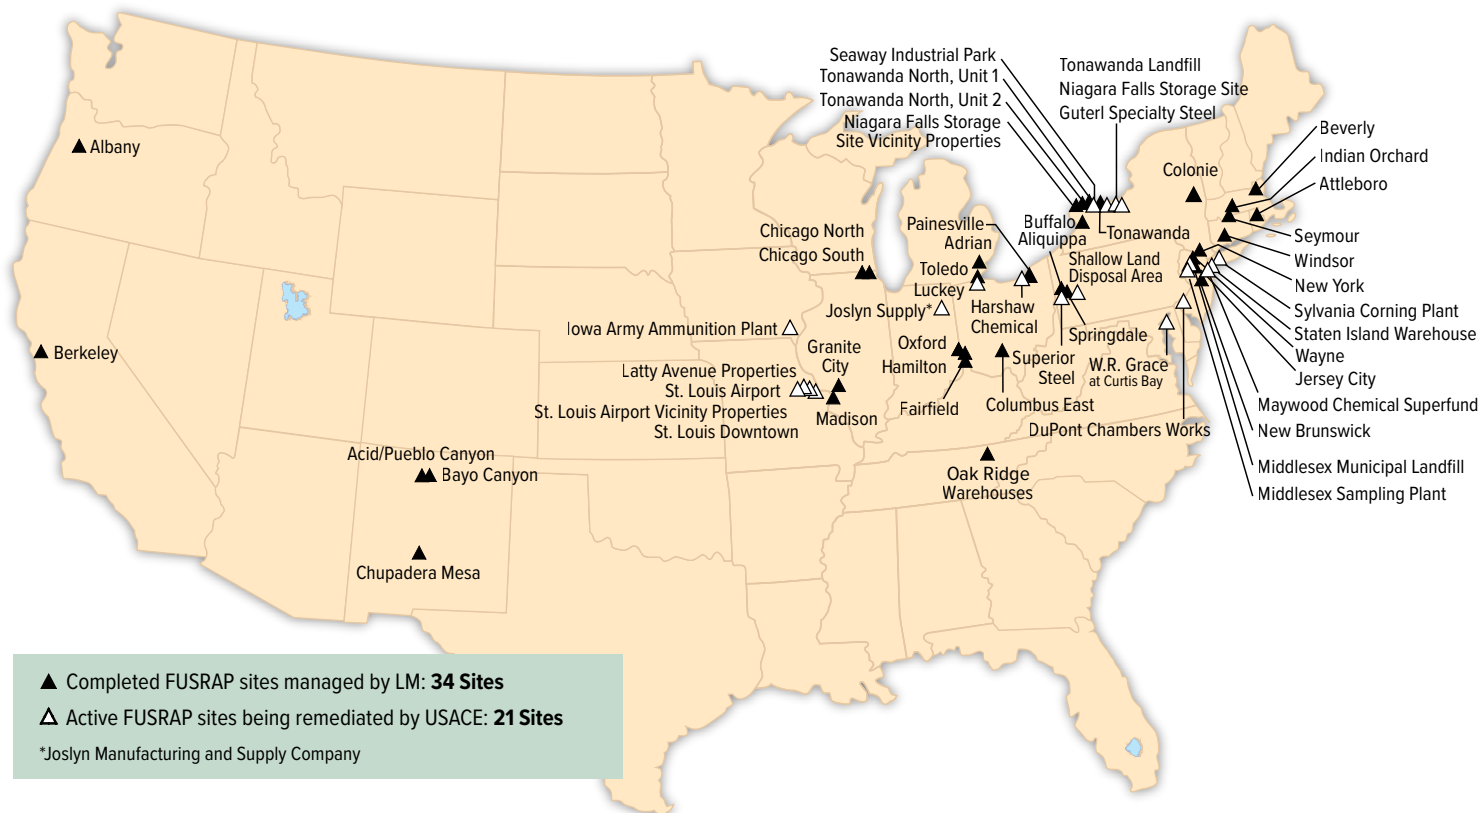 Seaway Industrial Park
Tonawanda North, Unit 1
Tonawanda North, Unit 2
Niagara Falls Storage
Site Vicinity Properties
Tonawanda Landfill
Niagara Falls Storage Site
Guterl Specialty Steel
Beverly
Indian Orchard
Attleboro
Colonie
Albany
Seymour
Windsor
New York
Sylvania Corning Plant
Staten Island Warehouse
Wayne
Jersey City
Maywood Chemical Superfund
New Brunswick
Middlesex Municipal Landfill
Middlesex Sampling Plant
Painesville
Adrian
Buffalo
Aliquippa
Tonawanda
Shallow Land
Disposal Area
Chicago North
Chicago South
Toledo
Luckey
Joslyn Supply*
Harshaw
Chemical
Springdale
Iowa Army Ammunition Plant
Granite
City
Oxford
Hamilton
Superior
Steel
W.R. Grace
at Curtis Bay
Berkeley
Latty Avenue Properties
St. Louis Airport
St. Louis Airport Vicinity Properties
St. Louis Downtown
Madison
Fairfield
Columbus East
DuPont Chambers Works
Acid/Pueblo Canyon
Bayo Canyon
Oak Ridge
Warehouses
Chupadera Mesa
Completed FUSRAP sites managed by LM: 34 Sites
Active FUSRAP sites being remediated by USACE: 21 Sites
*Joslyn Manufacturing and Supply Company